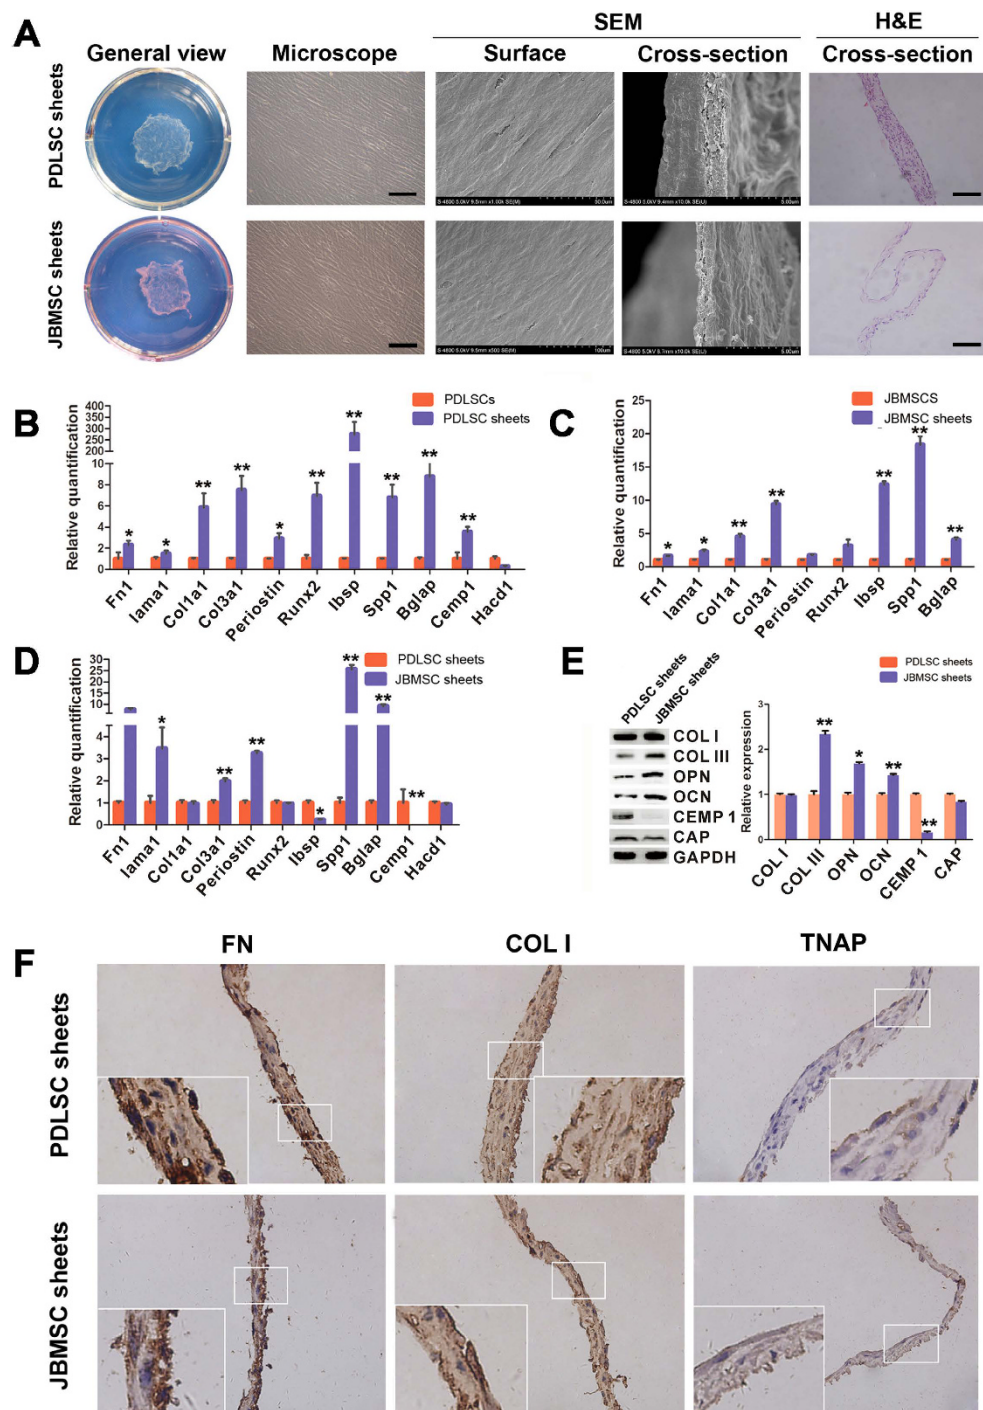 A
SEM
H&E
General view
Microscope
Surface
Cross-section
Cross-section
PDLSC sheets
JBMSC sheets
B
Relative quantification
400
350
300
250
200
150
100
50
10
8
6
4
2
0
PDLSCs
PDLSC sheets
*
*
**
**
*
**
**
**
**
**
Fn1
lama1
Col1a1
Col3a1
Periostin
Runx2
Ibsp
Spp1
Bglap
Cemp1
Hacd1
C
Relative quantification
25
20
15
10
5
0
JBMSCS
JBMSC sheets
*
*
**
**
**
**
**
Fn1
lama1
Col1a1
Col3a1
Periostin
Runx2
Ibsp
Spp1
Bglap
D
Relative quantification
30
25
20
15
10
5
4
3
2
1
0
PDLSC sheets
JBMSC sheets
*
**
**
*
**
**
**
Fn1
lama1
Col1a1
Col3a1
Periostin
Runx2
Ibsp
Spp1
Bglap
Cemp1
Hacd1
E
PDLSC sheets
JBMSC sheets
COL I
COL III
OPN
OCN
CEMP 1
CAP
GAPDH
Relative expression
3
2
1
0
PDLSC sheets
JBMSC sheets
**
*
**
**
COL I
COL III
OPN
OCN
CEMP 1
CAP
F
FN
COL I
TNAP
PDLSC sheets
JBMSC sheets